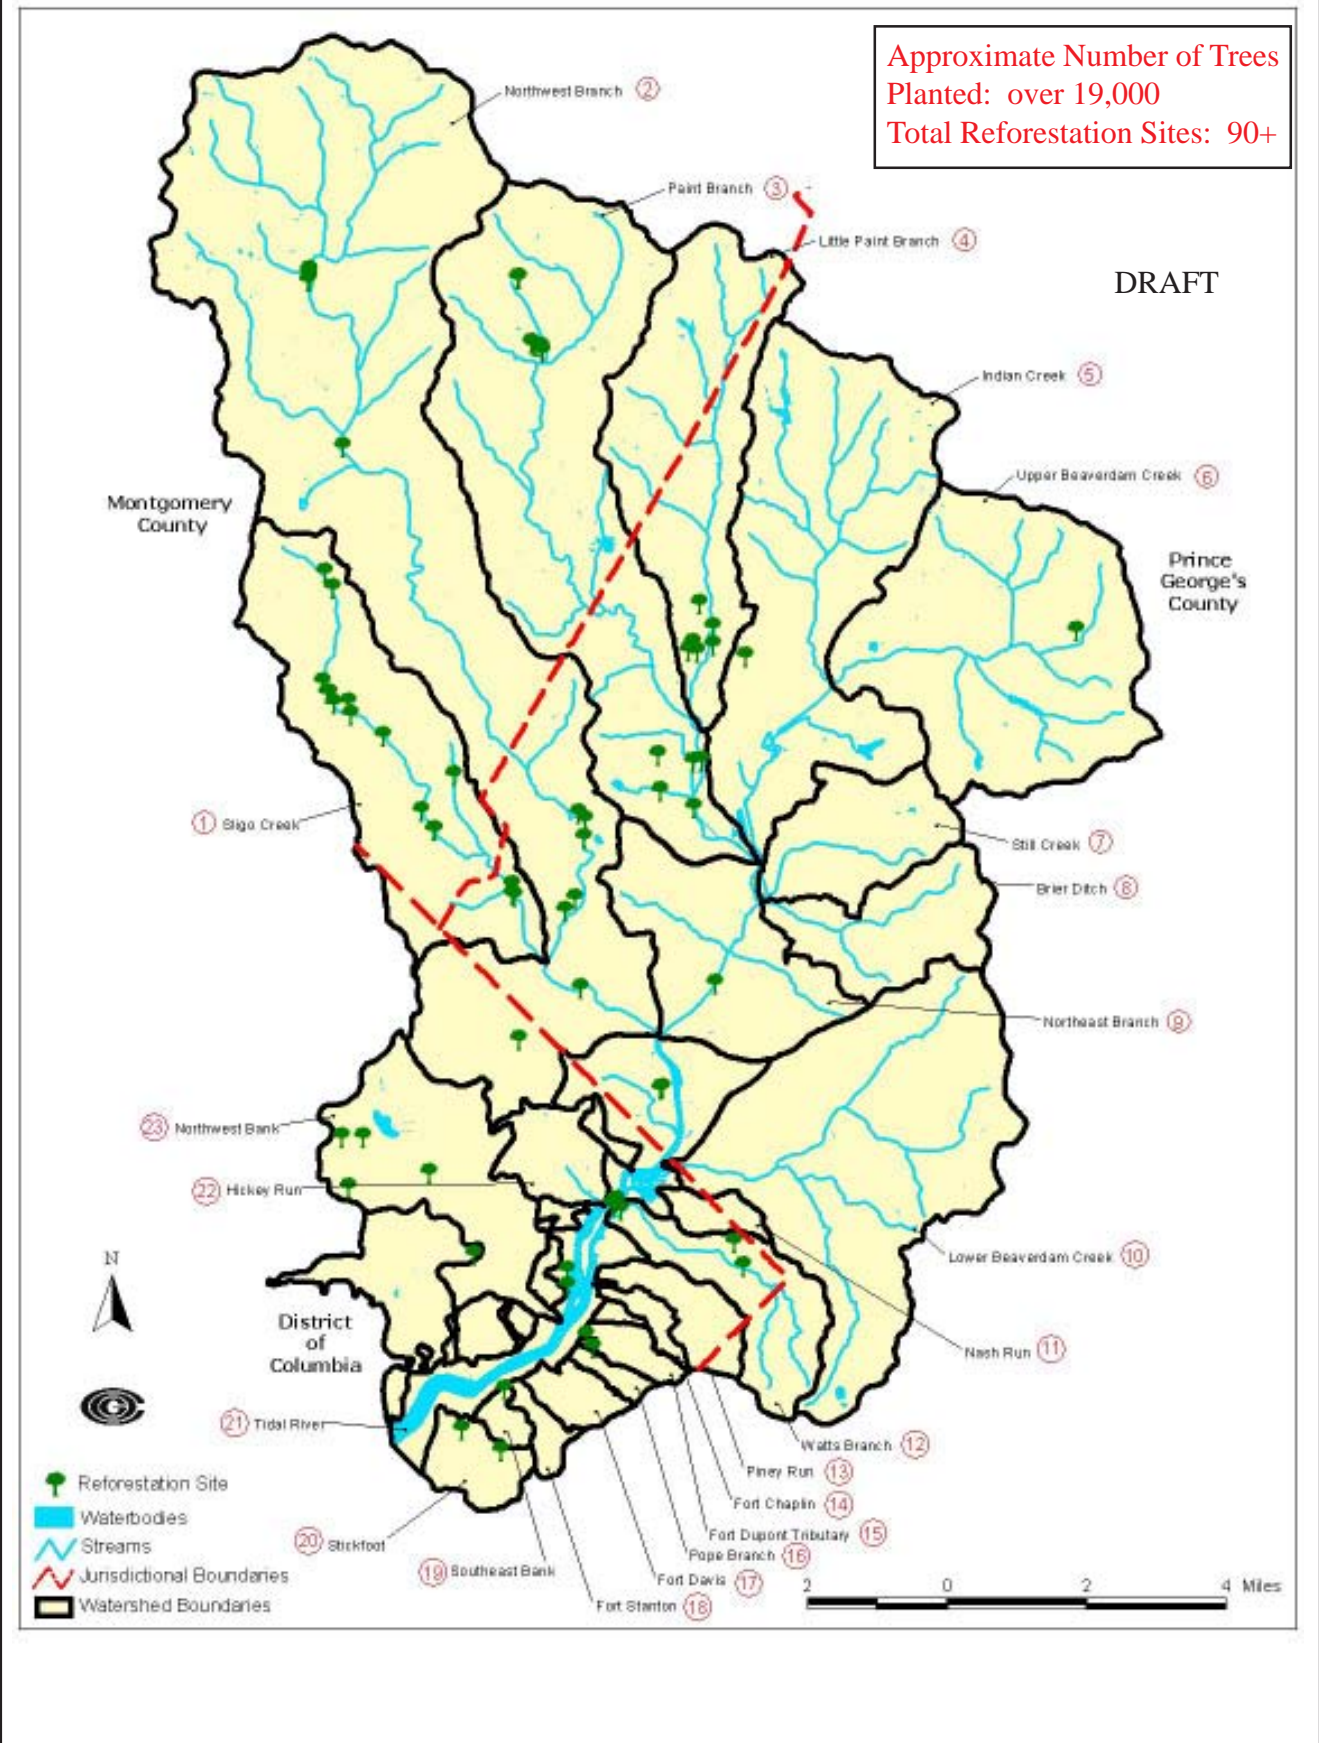 Approximate Number of Trees
Planted: over 19,000
Total Reforestation Sites: 90+
Northwest Branch 2
Paint Branch 3
Little Paint Branch 4
DRAFT
Indian Creek 5
Upper Beaverdam Creek 6
Montgomery
County
Prince
George's
County
1 Sligo Creek
Still Creek 7
Brier Ditch 8
Northeast Branch 9
23 Northwest Bank
22 Hickey Run
Lower Beaverdam Creek 10
N
District
of
Columbia
Nash Run 11
21 Tidal River
Watts Branch 12
Piney Run 13
Fort Chaplin 14
Fort Dupont Tributary 15
Pope Branch 16
Fort Davis 17
Fort Stanton 18
19 Southeast Bank
20 Stickfoot
Reforestation Site
Waterbodies
Streams
Jurisdictional Boundaries
Watershed Boundaries
2 0 2 4 Miles